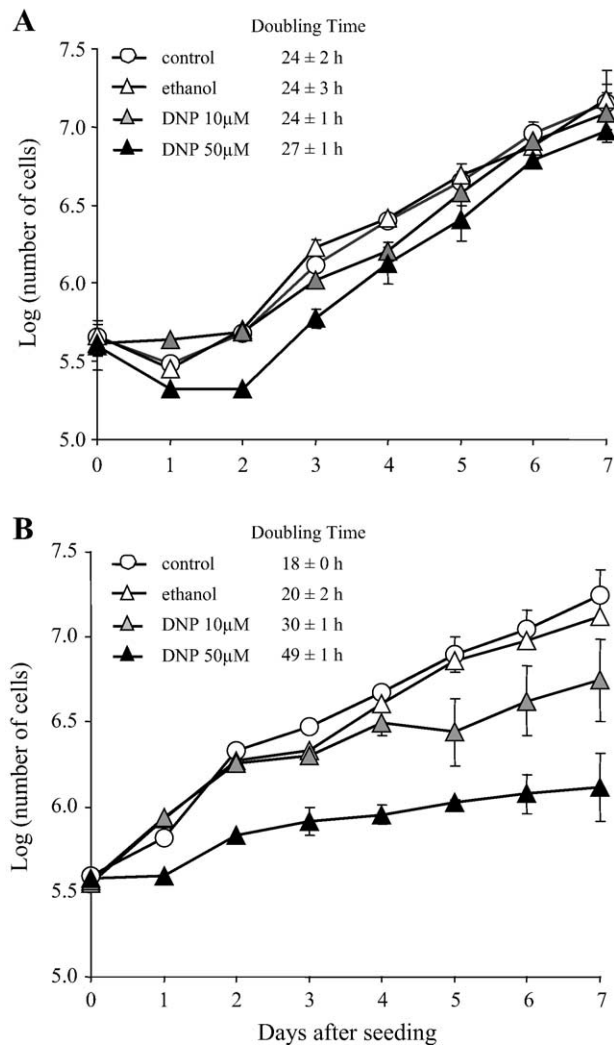 A
Doubling Time
control 24 ± 2 h
ethanol 24 ± 3 h
DNP 10µM 24 ± 1 h
DNP 50µM 27 ± 1 h
Log (number of cells)
7.5
7.0
6.5
6.0
5.5
5.0
0 1 2 3 4 5 6 7
B
Doubling Time
control 18 ± 0 h
ethanol 20 ± 2 h
DNP 10µM 30 ± 1 h
DNP 50µM 49 ± 1 h
Log (number of cells)
7.5
7.0
6.5
6.0
5.5
5.0
0 1 2 3 4 5 6 7
Days after seeding